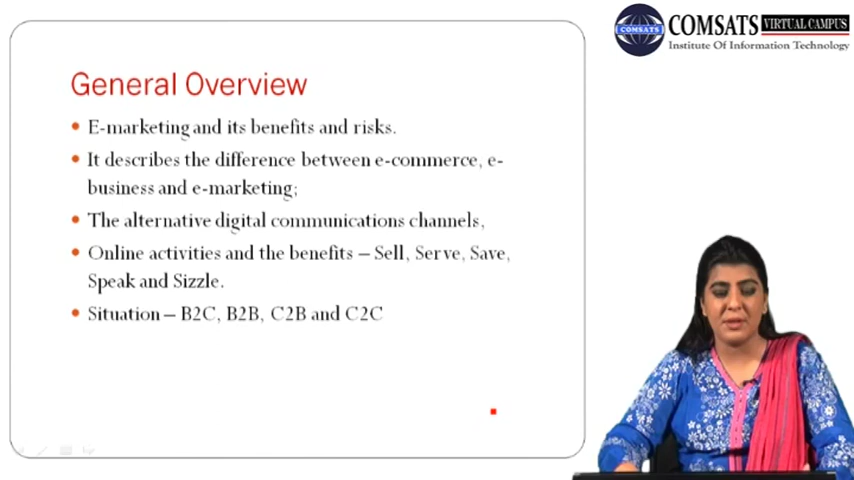 COMSATS VIRTUAL CAMPUS
Institute Of Information Technology
COMSATS
General Overview
• E-marketing and its benefits and risks.
• It describes the difference between e-commerce, e-
business and e-marketing;
• The alternative digital communications channels,
• Online activities and the benefits – Sell, Serve, Save,
Speak and Sizzle.
• Situation – B2C, B2B, C2B and C2C